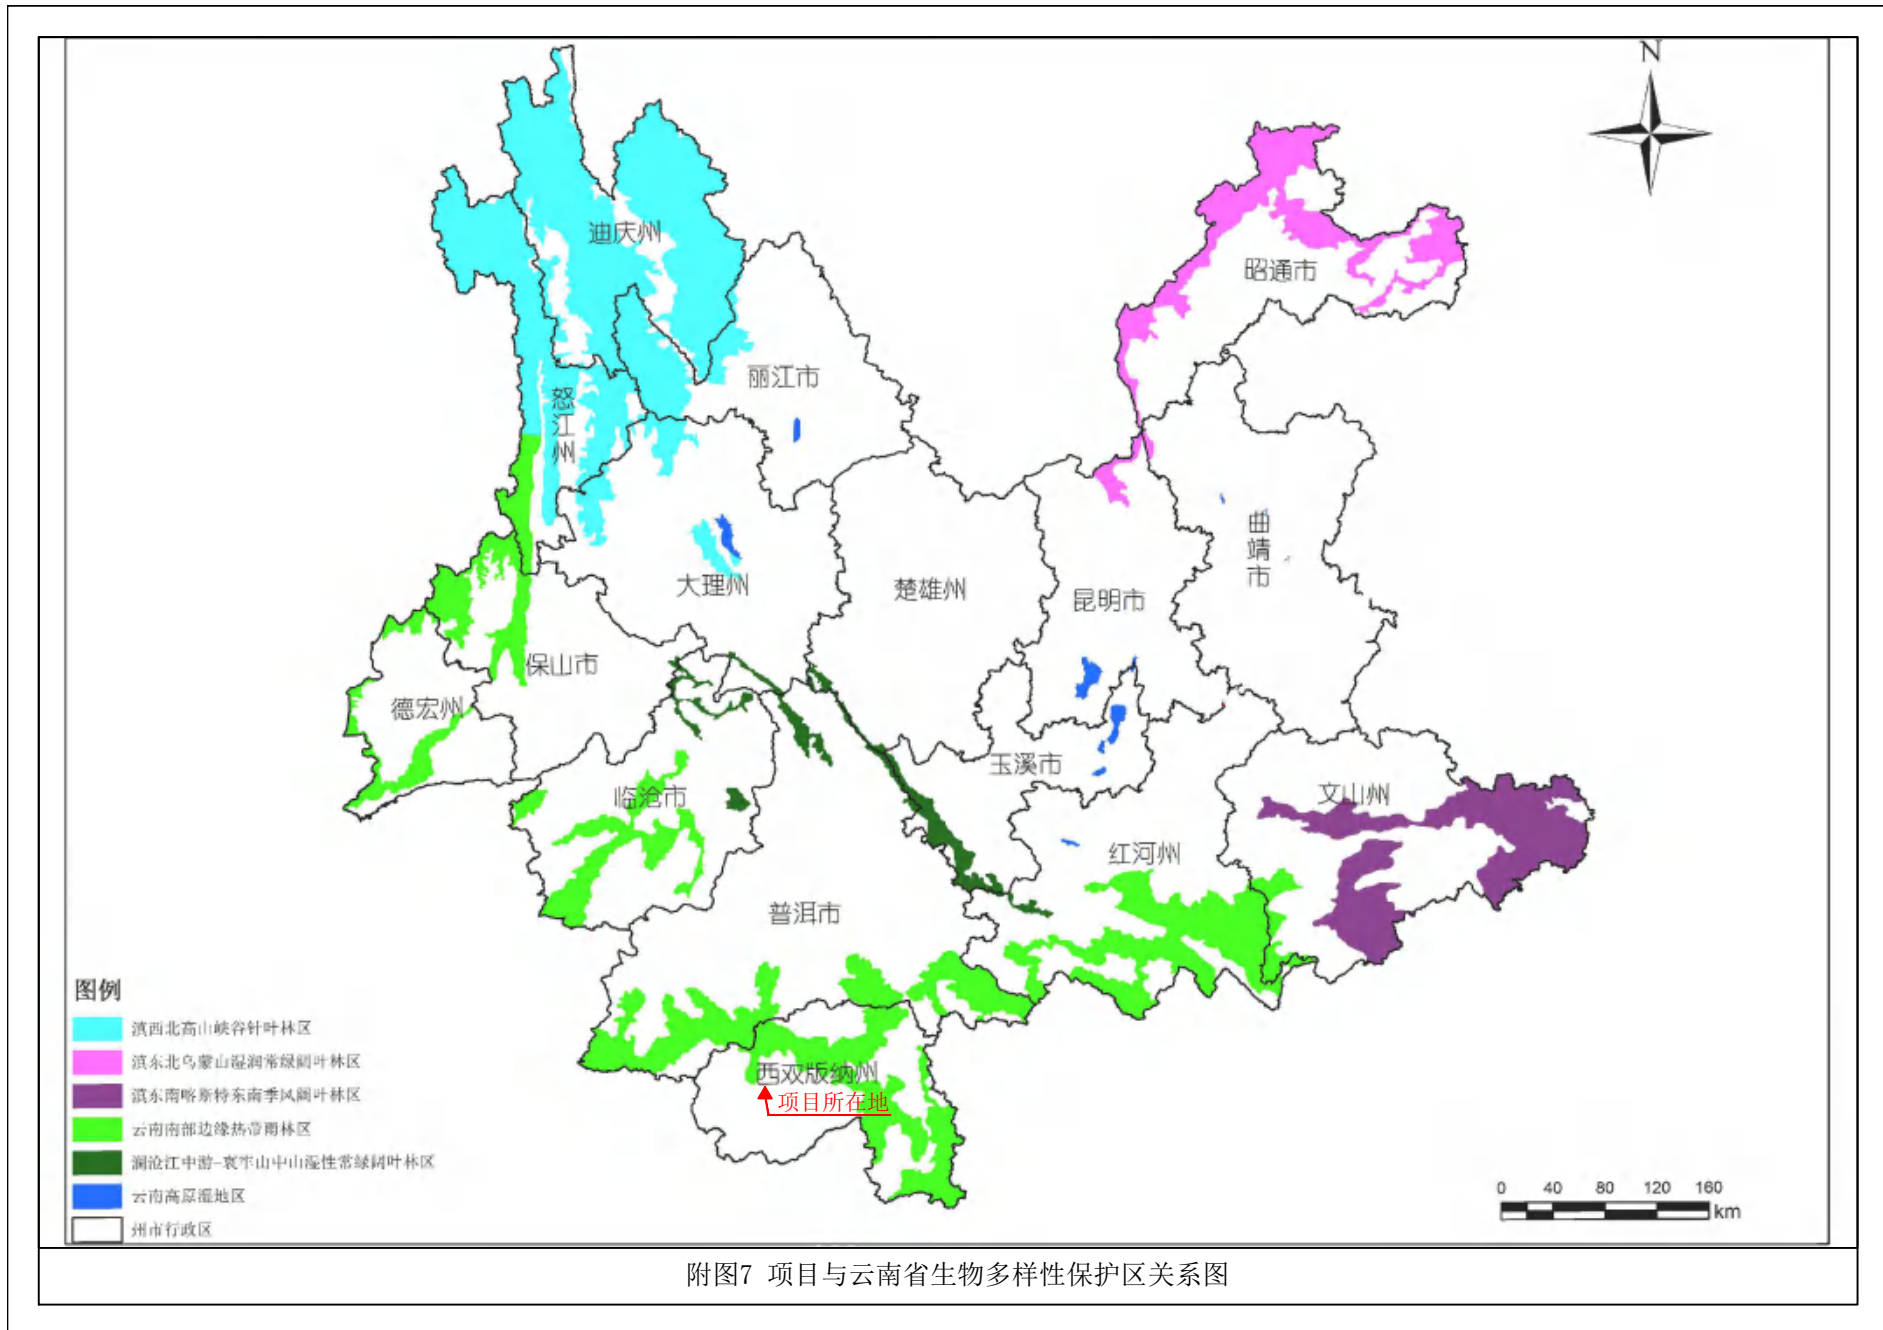 N
迪庆州
昭通市
丽江市
怒江州
曲靖市
大理州
楚雄州
昆明市
保山市
德宏州
玉溪市
临沧市
文山州
红河州
普洱市
西双版纳州
项目所在地
图例
滇西北高山峡谷针叶林区
滇东北乌蒙山湿润常绿阔叶林区
滇东南喀斯特东南季风阔叶林区
云南南部边缘热带雨林区
澜沧江中游-哀牢山中山湿性常绿阔叶林区
云南高原湿地区
州市行政区
0 40 80 120 160
km
附图7 项目与云南省生物多样性保护区关系图